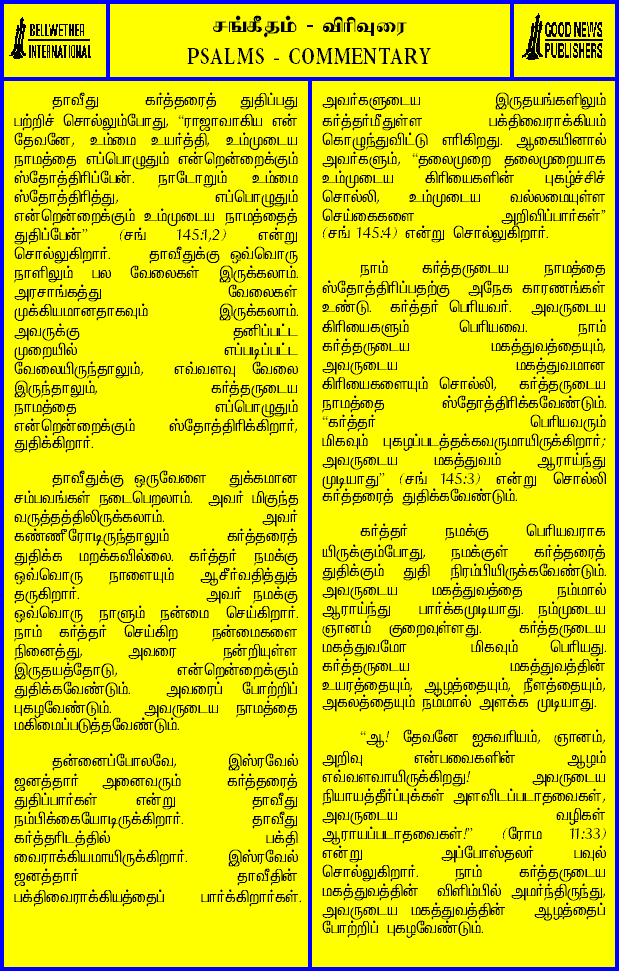 BELLWETHER
INTERNATIONAL
சங்கீதம் - விரிவுரை
PSALMS - COMMENTARY
GOOD NEWS
PUBLISHERS
தாவீது கர்த்தரைத் துதிப்பது
பற்றிச் சொல்லும்போது, “ராஜாவாகிய என்
தேவனே, உம்மை உயர்த்தி, உம்முடைய
நாமத்தை எப்பொழுதும் என்றென்றைக்கும்
ஸ்தோத்திரிப்பேன். நாடோறும் உம்மை
ஸ்தோத்திரித்து, எப்பொழுதும்
என்றென்றைக்கும் உம்முடைய நாமத்தைத்
துதிப்பேன்” (சங் 145:1,2) என்று
சொல்லுகிறார். தாவீதுக்கு ஒவ்வொரு
நாளிலும் பல வேலைகள் இருக்கலாம்.
அரசாங்கத்து வேலைகள்
முக்கியமானதாகவும் இருக்கலாம்.
அவருக்கு தனிப்பட்ட
முறையில் எப்படிப்பட்ட
வேலையிருந்தாலும், எவ்வளவு வேலை
இருந்தாலும், கர்த்தருடைய
நாமத்தை எப்பொழுதும்
என்றென்றைக்கும் ஸ்தோத்திரிக்கிறார்,
துதிக்கிறார்.
தாவீதுக்கு ஒருவேளை துக்கமான
சம்பவங்கள் நடைபெறலாம். அவர் மிகுந்த
வருத்தத்திலிருக்கலாம். அவர்
கண்ணீரோடிருந்தாலும் கர்த்தரைத்
துதிக்க மறக்கவில்லை. கர்த்தர் நமக்கு
ஒவ்வொரு நாளையும் ஆசீர்வதித்துத்
தருகிறார். அவர் நமக்கு
ஒவ்வொரு நாளும் நன்மை செய்கிறார்.
நாம் கர்த்தர் செய்கிற நன்மைகளை
நினைத்து, அவரை நன்றியுள்ள
இருதயத்தோடு, என்றென்றைக்கும்
துதிக்கவேண்டும். அவரைப் போற்றிப்
புகழவேண்டும். அவருடைய நாமத்தை
மகிமைப்படுத்தவேண்டும்.
தன்னைப்போலவே, இஸ்ரவேல்
ஜனத்தார் அனைவரும் கர்த்தரைத்
துதிப்பார்கள் என்று தாவீது
நம்பிக்கையோடிருக்கிறார். தாவீது
கர்த்தரிடத்தில் பக்தி
வைராக்கியமாயிருக்கிறார். இஸ்ரவேல்
ஜனத்தார் தாவீதின்
பக்திவைராக்கியத்தைப் பார்க்கிறார்கள்.
அவர்களுடைய இருதயங்களிலும்
கர்த்தர்மீதுள்ள பக்திவைராக்கியம்
கொழுந்துவிட்டு எரிகிறது. ஆகையினால்
அவர்களும், “தலைமுறை தலைமுறையாக
உம்முடைய கிரியைகளின் புகழ்ச்சிச்
சொல்லி, உம்முடைய வல்லமையுள்ள
செய்கைகளை அறிவிப்பார்கள்”
(சங் 145:4) என்று சொல்லுகிறார்.
நாம் கர்த்தருடைய நாமத்தை
ஸ்தோத்திரிப்பதற்கு அநேக காரணங்கள்
உண்டு. கர்த்தர் பெரியவர். அவருடைய
கிரியைகளும் பெரியவை. நாம்
கர்த்தருடைய மகத்துவத்தையும்,
அவருடைய மகத்துவமான
கிரியைகளையும் சொல்லி, கர்த்தருடைய
நாமத்தை ஸ்தோத்திரிக்கவேண்டும்.
“கர்த்தர் பெரியவரும்
மிகவும் புகழப்படத்தக்கவருமாயிருக்கிறார்;
அவருடைய மகத்துவம் ஆராய்ந்து
முடியாது” (சங் 145:3) என்று சொல்லி
கர்த்தரைத் துதிக்கவேண்டும்.
கர்த்தர் நமக்கு பெரியவராக
யிருக்கும்போது, நமக்குள் கர்த்தரைத்
துதிக்கும் துதி நிரம்பியிருக்கவேண்டும்.
அவருடைய மகத்துவத்தை நம்மால்
ஆராய்ந்து பார்க்கமுடியாது. நம்முடைய
ஞானம் குறைவுள்ளது. கர்த்தருடைய
மகத்துவமோ மிகவும் பெரியது.
கர்த்தருடைய மகத்துவத்தின்
உயரத்தையும், ஆழத்தையும், நீளத்தையும்,
அகலத்தையும் நம்மால் அளக்க முடியாது.
“ஆ! தேவனே ஐசுவரியம், ஞானம்,
அறிவு என்பவைகளின் ஆழம்
எவ்வளவாயிருக்கிறது! அவருடைய
நியாயத்தீர்ப்புக்கள் அளவிடப்படாதவைகள்,
அவருடைய வழிகள்
ஆராயப்படாதவைகள்!” (ரோம 11:33)
என்று அப்போஸ்தலர் பவுல்
சொல்லுகிறார். நாம் கர்த்தருடைய
மகத்துவத்தின் விளிம்பில் அமர்ந்திருந்து,
அவருடைய மகத்துவத்தின் ஆழத்தைப்
போற்றிப் புகழவேண்டும்.